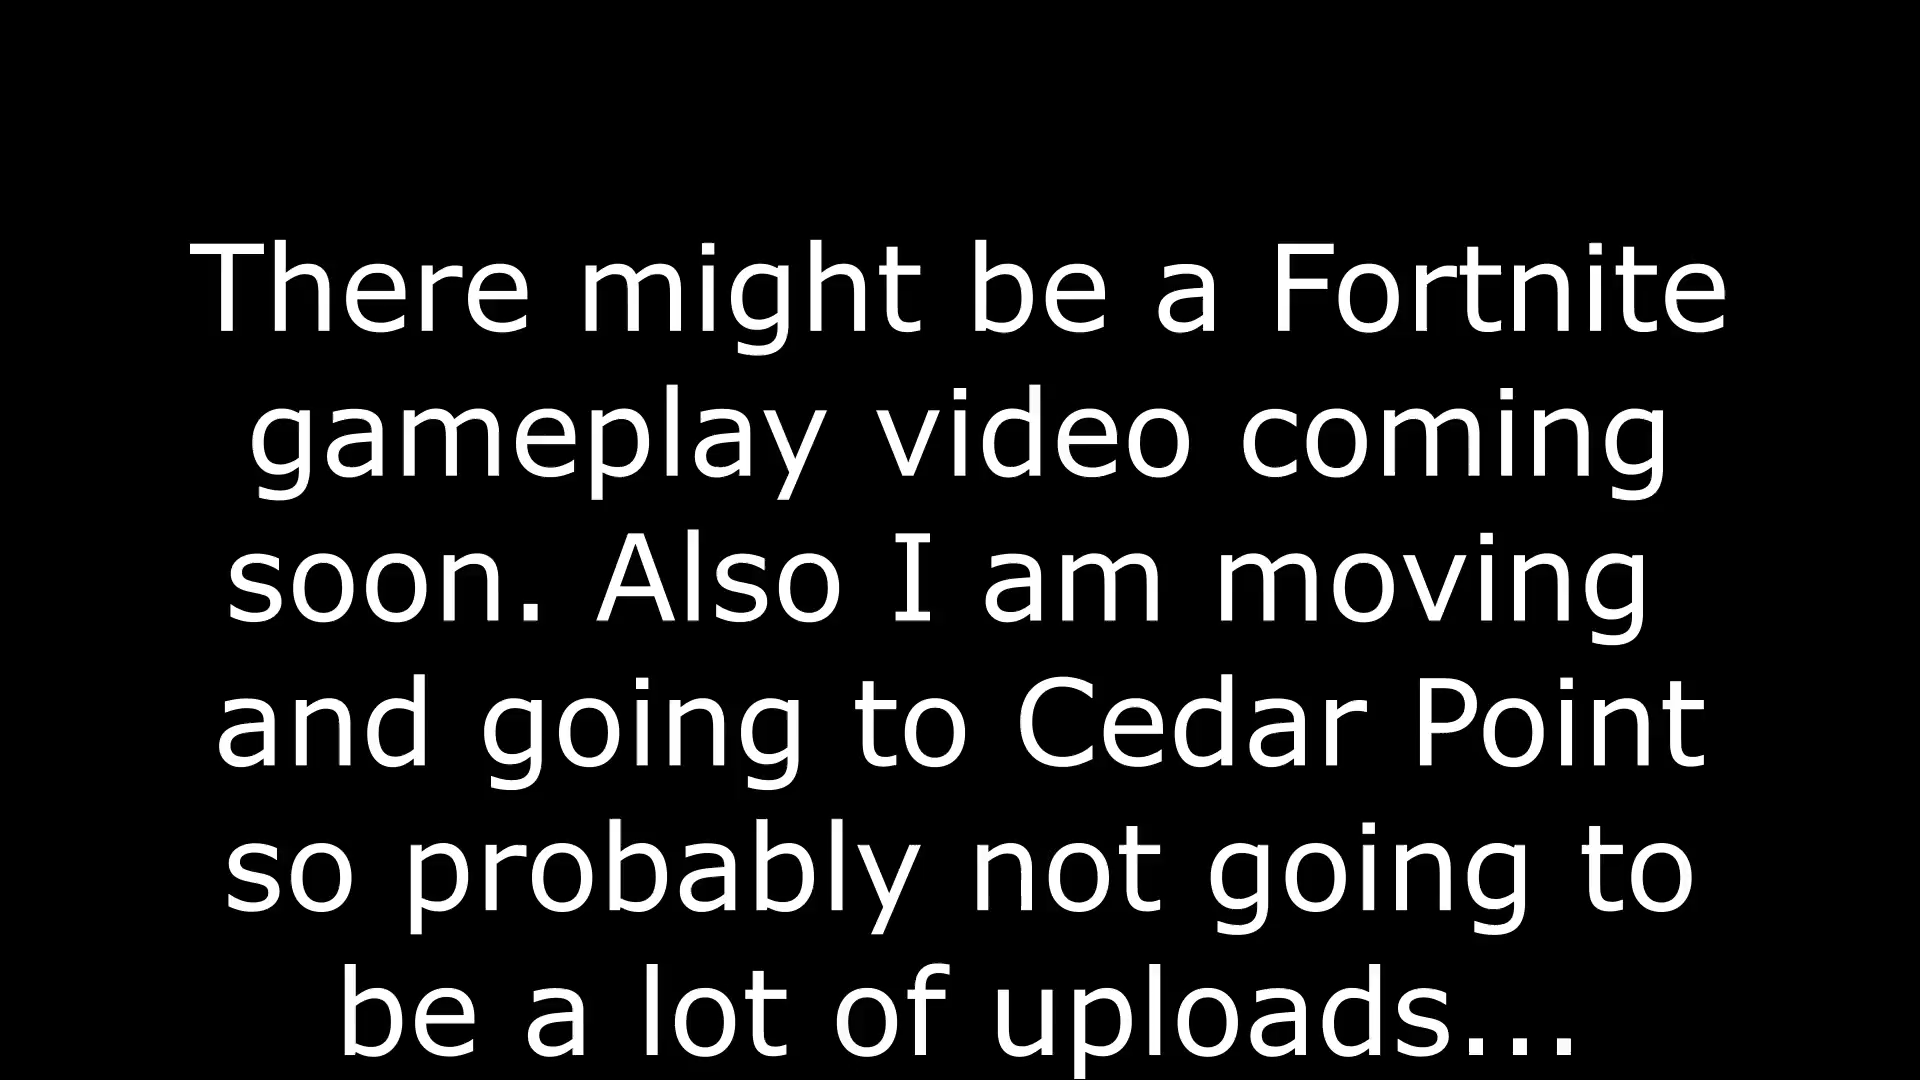 There might be a Fortnite
gameplay video coming
soon. Also I am moving
and going to Cedar Point
so probably not going to
be a lot of uploads...